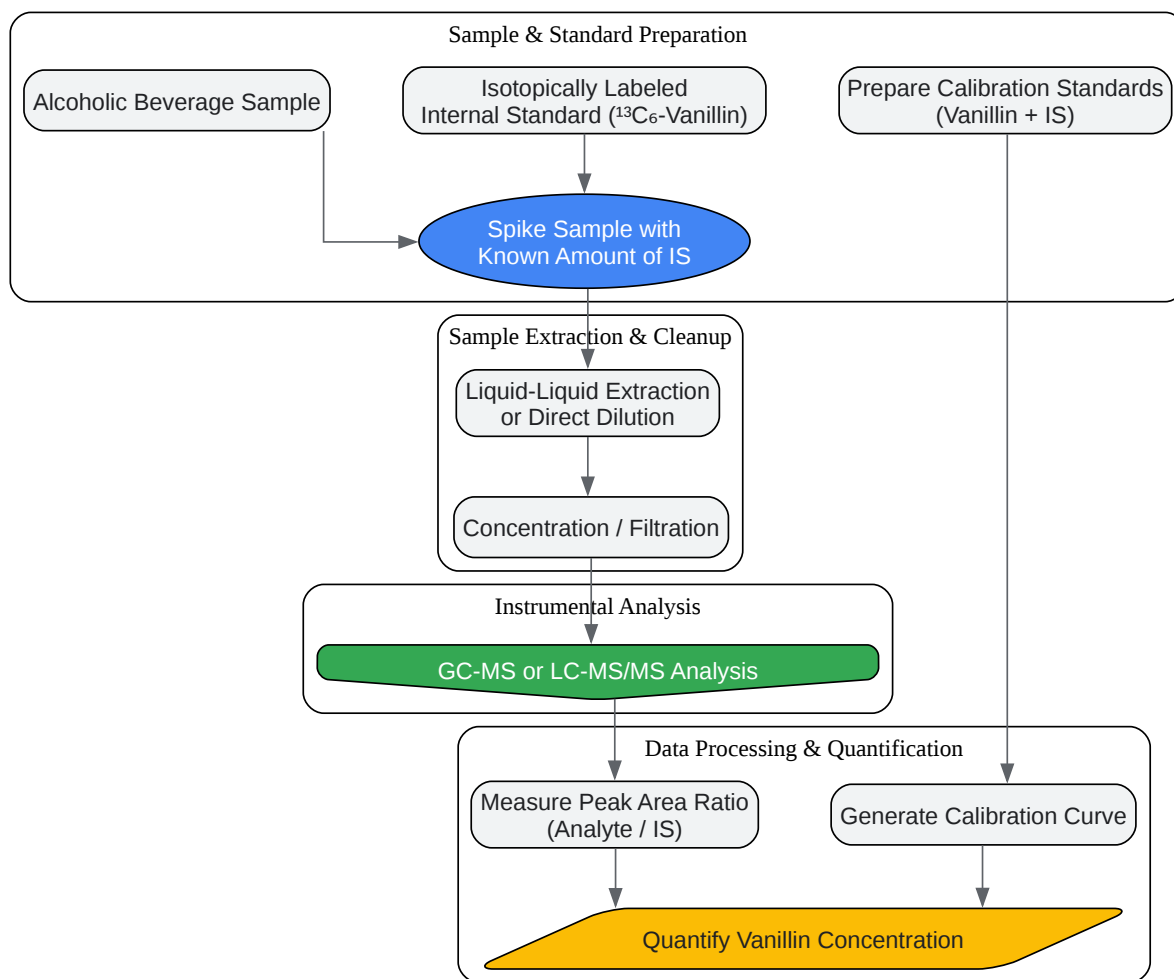 Sample & Standard Preparation
Alcoholic Beverage Sample
Isotopically Labeled
Internal Standard (¹³C₆-Vanillin)
Prepare Calibration Standards
(Vanillin + IS)
Spike Sample with
Known Amount of IS
Sample Extraction & Cleanup
Liquid-Liquid Extraction
or Direct Dilution
Concentration / Filtration
Instrumental Analysis
GC-MS or LC-MS/MS Analysis
Data Processing & Quantification
Measure Peak Area Ratio
(Analyte / IS)
Generate Calibration Curve
Quantify Vanillin Concentration